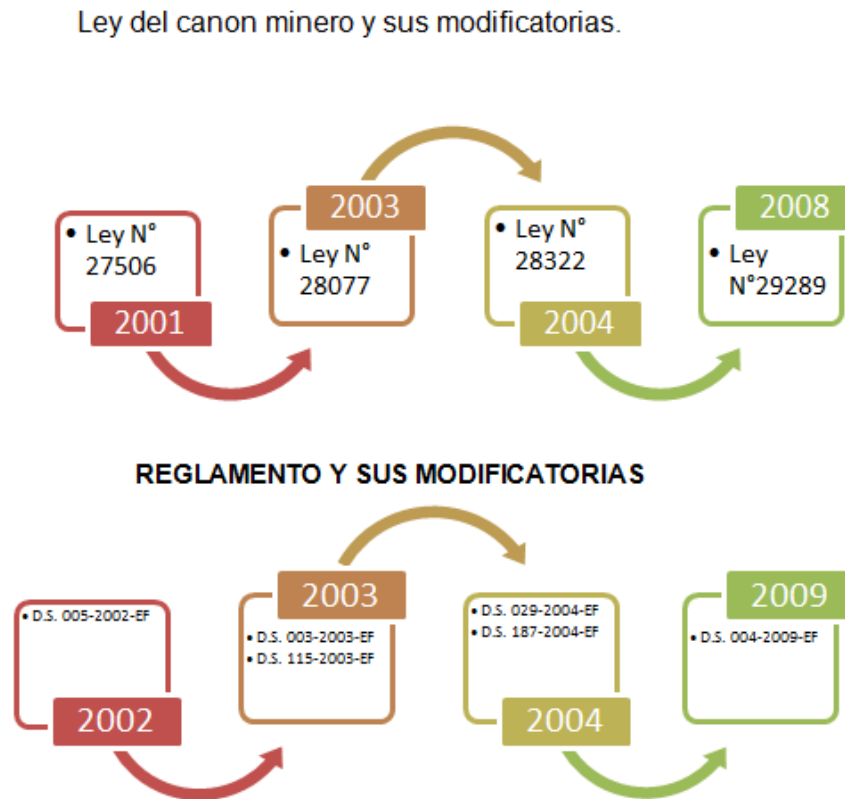 Ley del canon minero y sus modificatorias.
• Ley N°
27506
2001
2003
• Ley N°
28077
• Ley N°
28322
2004
2008
• Ley
N°29289
REGLAMENTO Y SUS MODIFICATORIAS
• D.S. 005-2002-EF
2002
2003
• D.S. 003-2003-EF
• D.S. 115-2003-EF
• D.S. 029-2004-EF
• D.S. 187-2004-EF
2004
2009
• D.S. 004-2009-EF